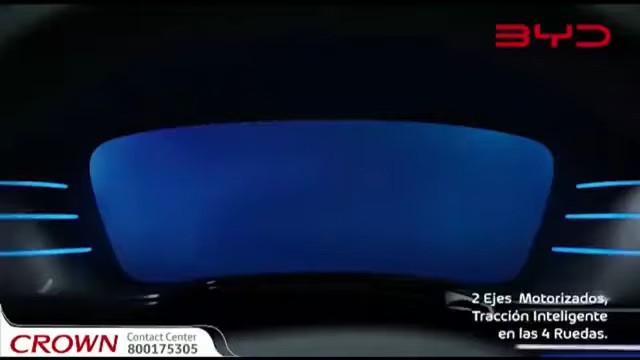 BYD
2 Ejes Motorizados,
Tracción Inteligente
en las 4 Ruedas.
CROWN
Contact Center
800175305